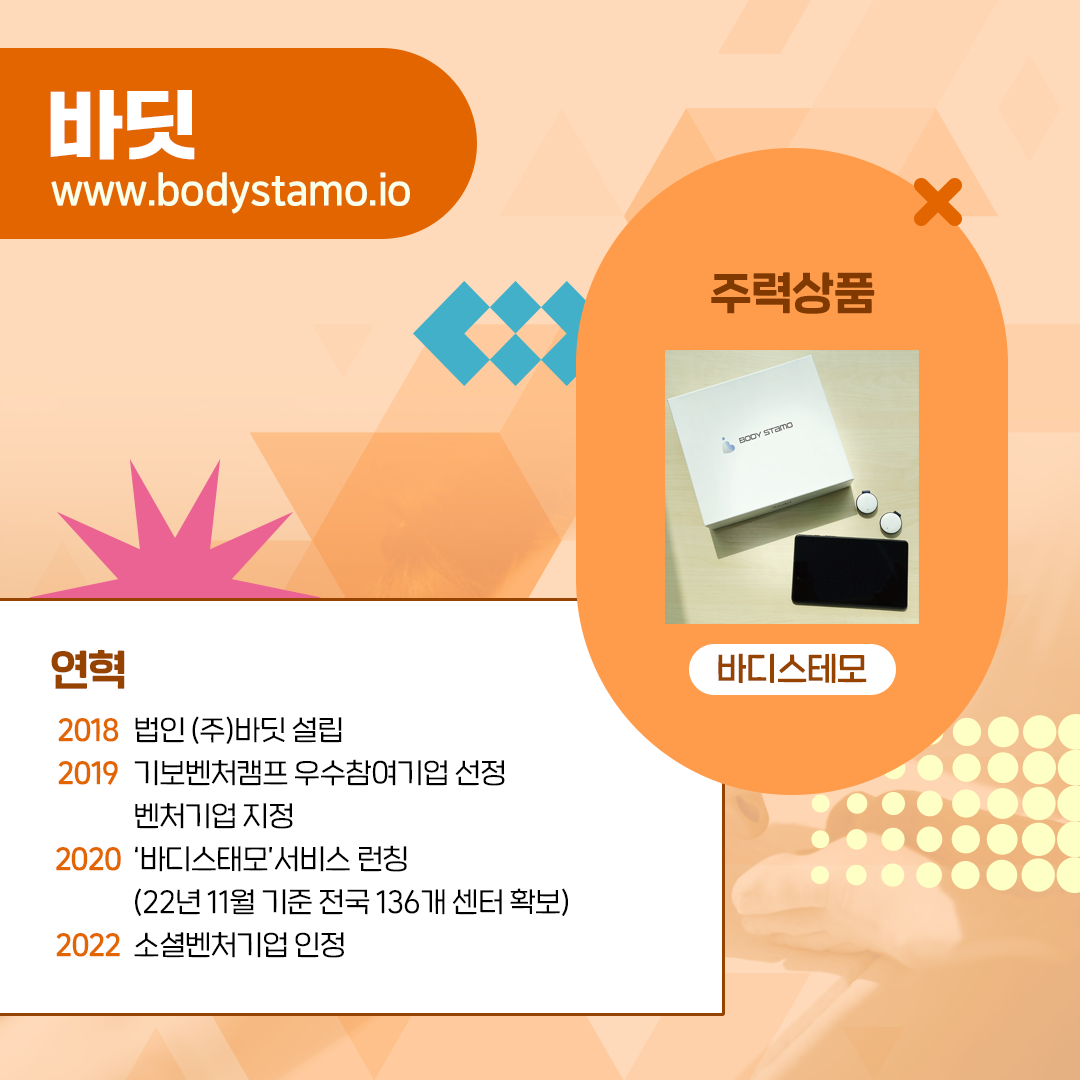 바딧
www.bodystamo.io
주력상품
BODY STAMO
바디스테모
연혁
2018 법인 (주)바딧 설립
2019 기보벤처캠프 우수참여기업 선정
벤처기업 지정
2020 ‘바디스태모’서비스 런칭
(22년 11월 기준 전국 136개 센터 확보)
2022 소셜벤처기업 인정